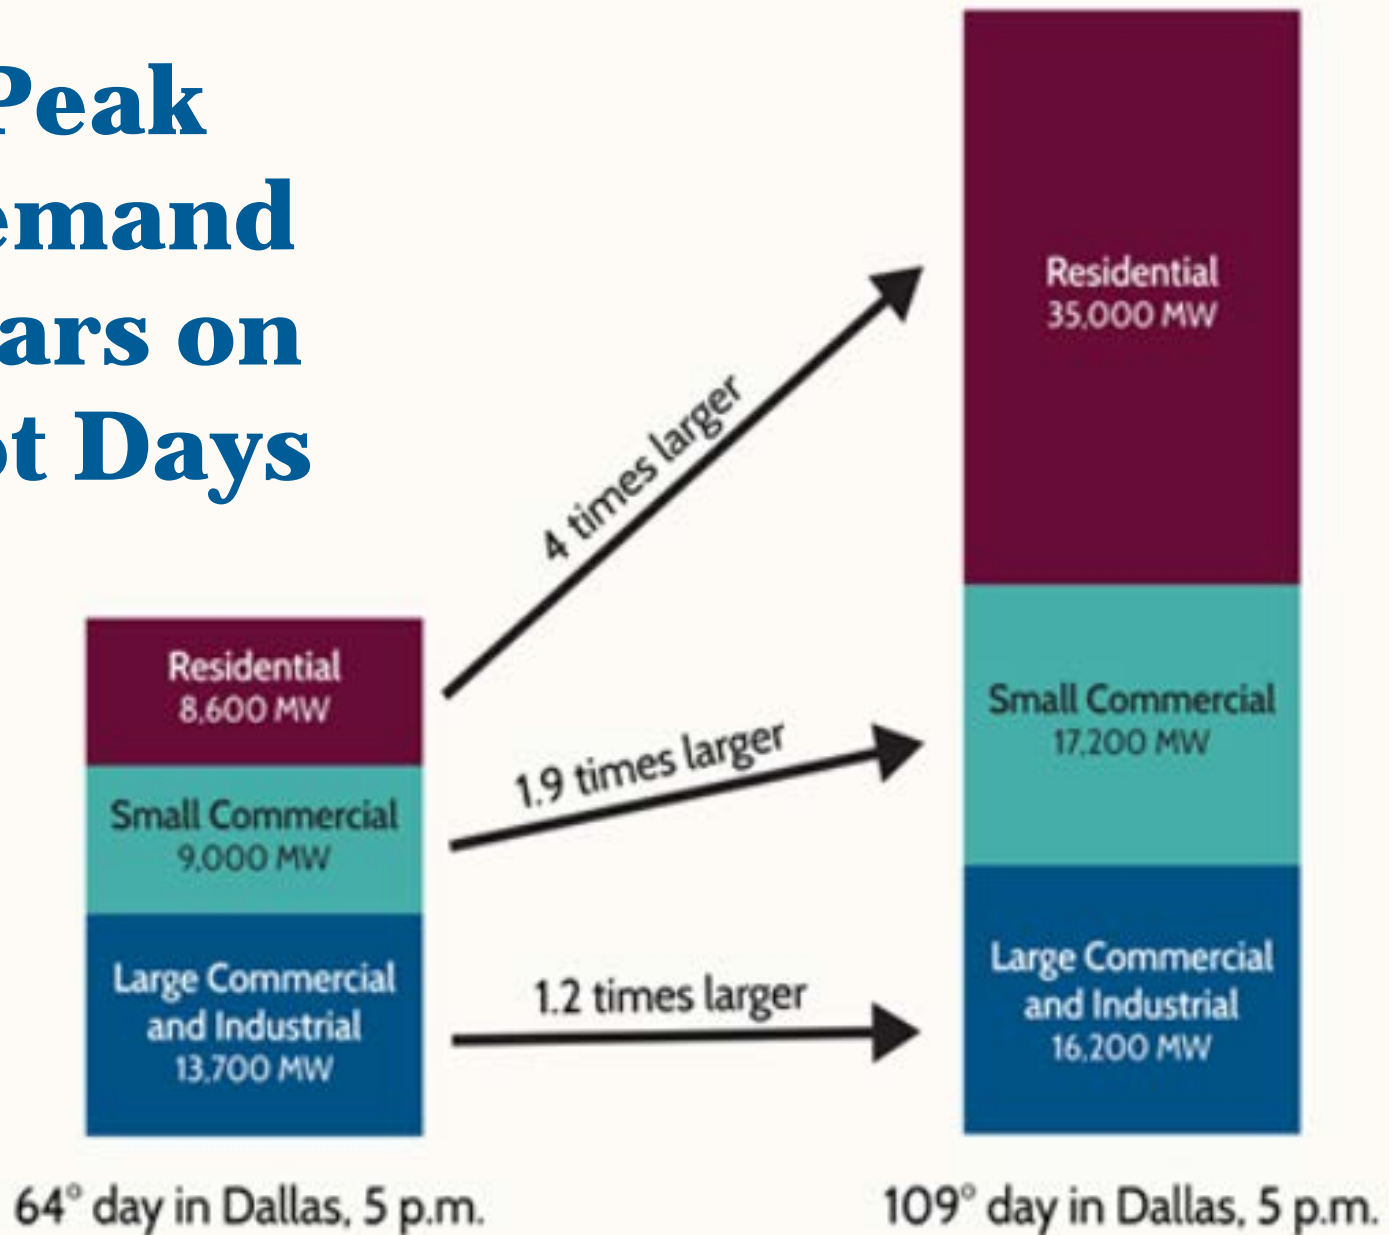 Peak
emand
ars on
ot Days
Residential
35,000 MW
4 times larger
Residential
8,600 MW
Small Commercial
17,200 MW
1.9 times larger
Small Commercial
9,000 MW
Large Commercial
and Industrial
16,200 MW
1.2 times larger
Large Commercial
and Industrial
13,700 MW
64° day in Dallas, 5 p.m.
109° day in Dallas, 5 p.m.